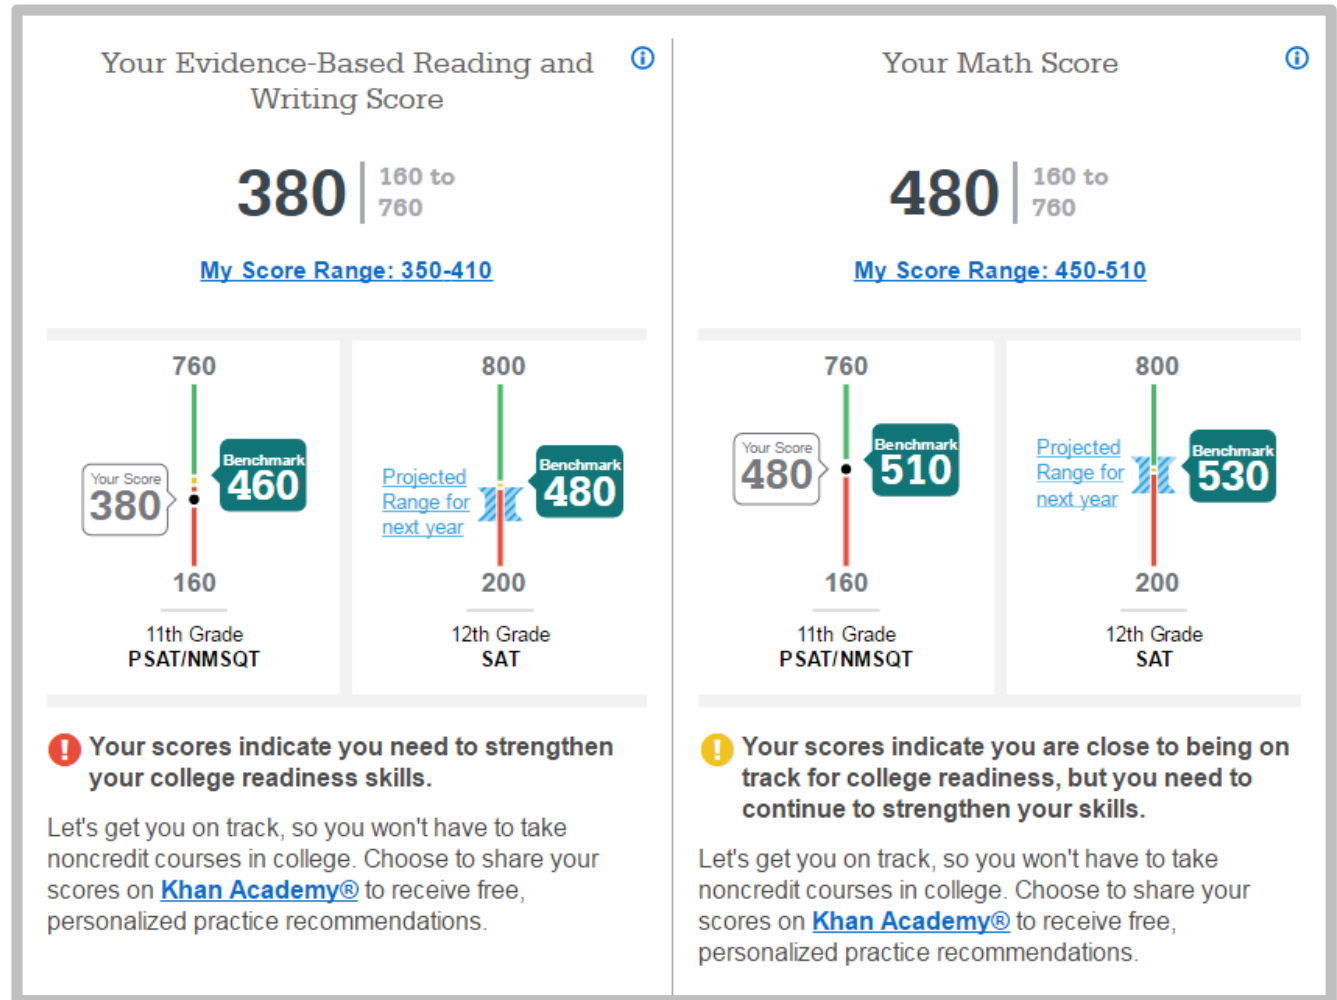 Your Evidence-Based Reading and
Writing Score
380
160 to
760
My Score Range: 350-410
760
Your Score
380
Benchmark
460
160
11th Grade
PSAT/NMSQT
800
Projected
Range for
next year
Benchmark
480
200
12th Grade
SAT
Your scores indicate you need to strengthen
your college readiness skills.
Let's get you on track, so you won't have to take
noncredit courses in college. Choose to share your
scores on Khan Academy® to receive free,
personalized practice recommendations.
Your Math Score
480
160 to
760
My Score Range: 450-510
760
Your Score
480
Benchmark
510
160
11th Grade
PSAT/NMSQT
800
Projected
Range for
next year
Benchmark
530
200
12th Grade
SAT
Your scores indicate you are close to being on
track for college readiness, but you need to
continue to strengthen your skills.
Let's get you on track, so you won't have to take
noncredit courses in college. Choose to share your
scores on Khan Academy® to receive free,
personalized practice recommendations.